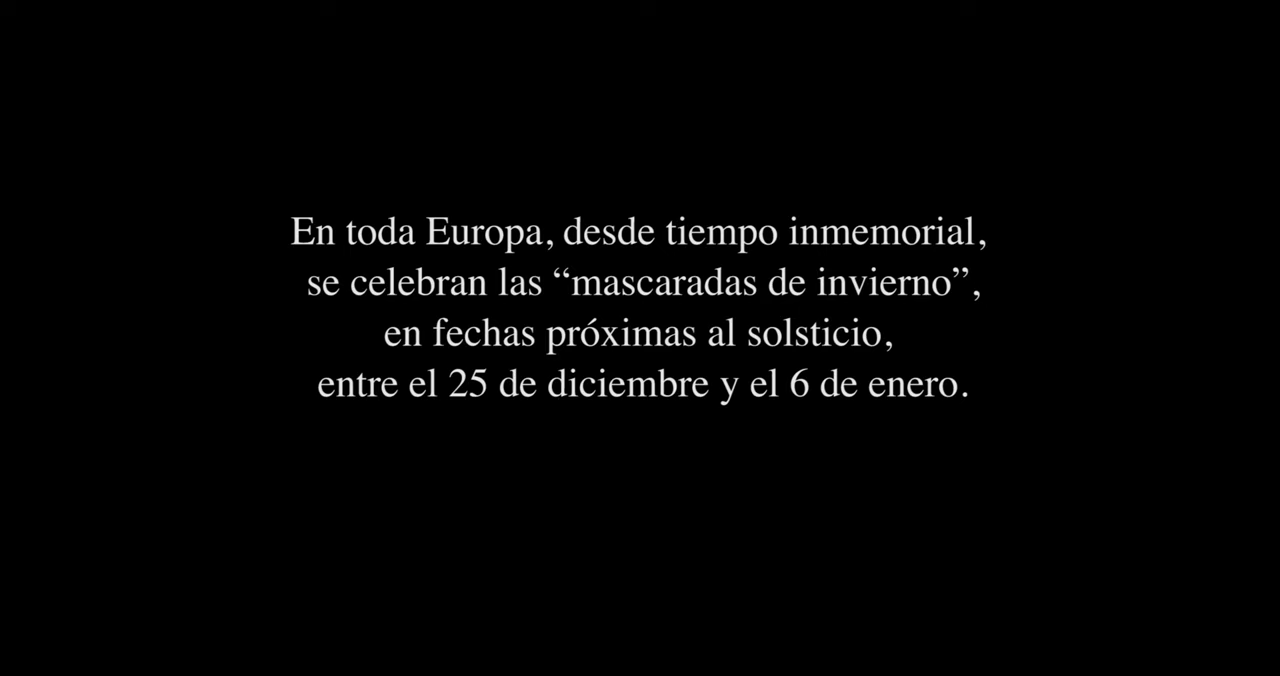 En toda Europa, desde tiempo inmemorial,
se celebran las “mascaradas de invierno”,
en fechas próximas al solsticio,
entre el 25 de diciembre y el 6 de enero.